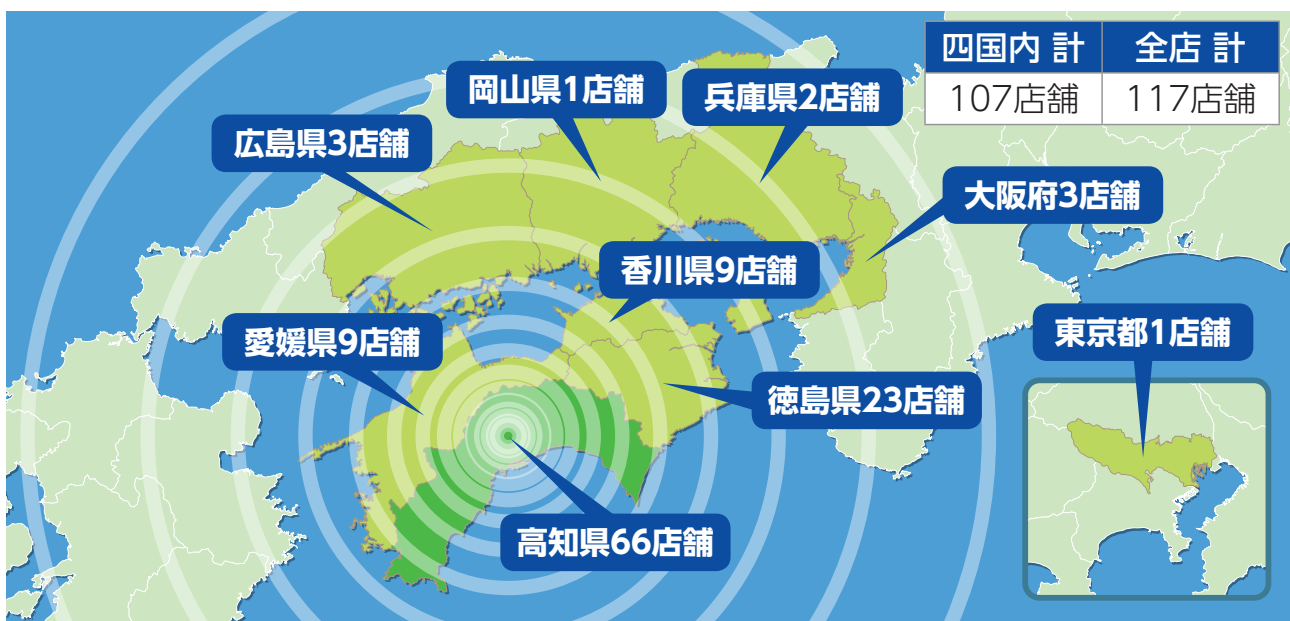 四国内 計 全店 計
107店舗 117店舗
岡山県1店舗
兵庫県2店舗
広島県3店舗
大阪府3店舗
香川県9店舗
愛媛県9店舗
東京都1店舗
徳島県23店舗
高知県66店舗